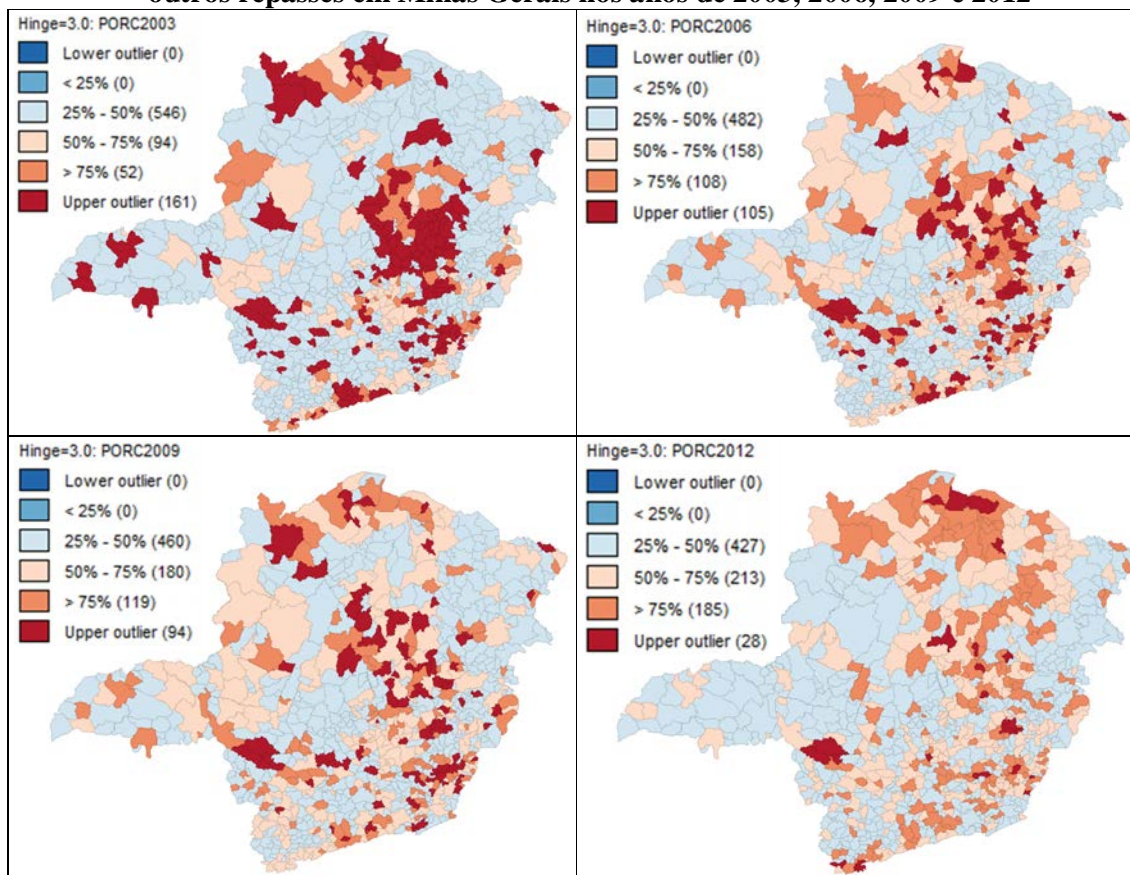 outros repasses em Minas Gerais nos anos de 2003, 2006, 2009 e 2012
Hinge=3.0: PORC2003
Lower outlier (0)
< 25% (0)
25% - 50% (546)
50% - 75% (94)
> 75% (52)
Upper outlier (161)
Hinge=3.0: PORC2006
Lower outlier (0)
< 25% (0)
25% - 50% (482)
50% - 75% (158)
> 75% (108)
Upper outlier (105)
Hinge=3.0: PORC2009
Lower outlier (0)
< 25% (0)
25% - 50% (460)
50% - 75% (180)
> 75% (119)
Upper outlier (94)
Hinge=3.0: PORC2012
Lower outlier (0)
< 25% (0)
25% - 50% (427)
50% - 75% (213)
> 75% (185)
Upper outlier (28)